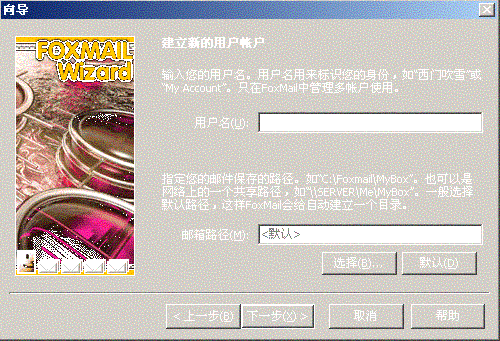 向导
FOXMAIL
Wizard
建立新的用户帐户
输入您的用户名。用户名用来标识您的身份，如“西门吹雪”或
“My Account”。只在FoxMail中管理多帐户使用。
用户名(U):
指定您的邮件保存的路径。如“C:\Foxmail\MyBox”。也可以是
网络上的一个共享路径，如“\\SERVER\Me\MyBox”。一般选择
默认路径，这样FoxMail会给自动建立一个目录。
邮箱路径(M):
<默认>
选择(B)...
默认(D)
< 上一步(B)
下一步(X) >
取消
帮助